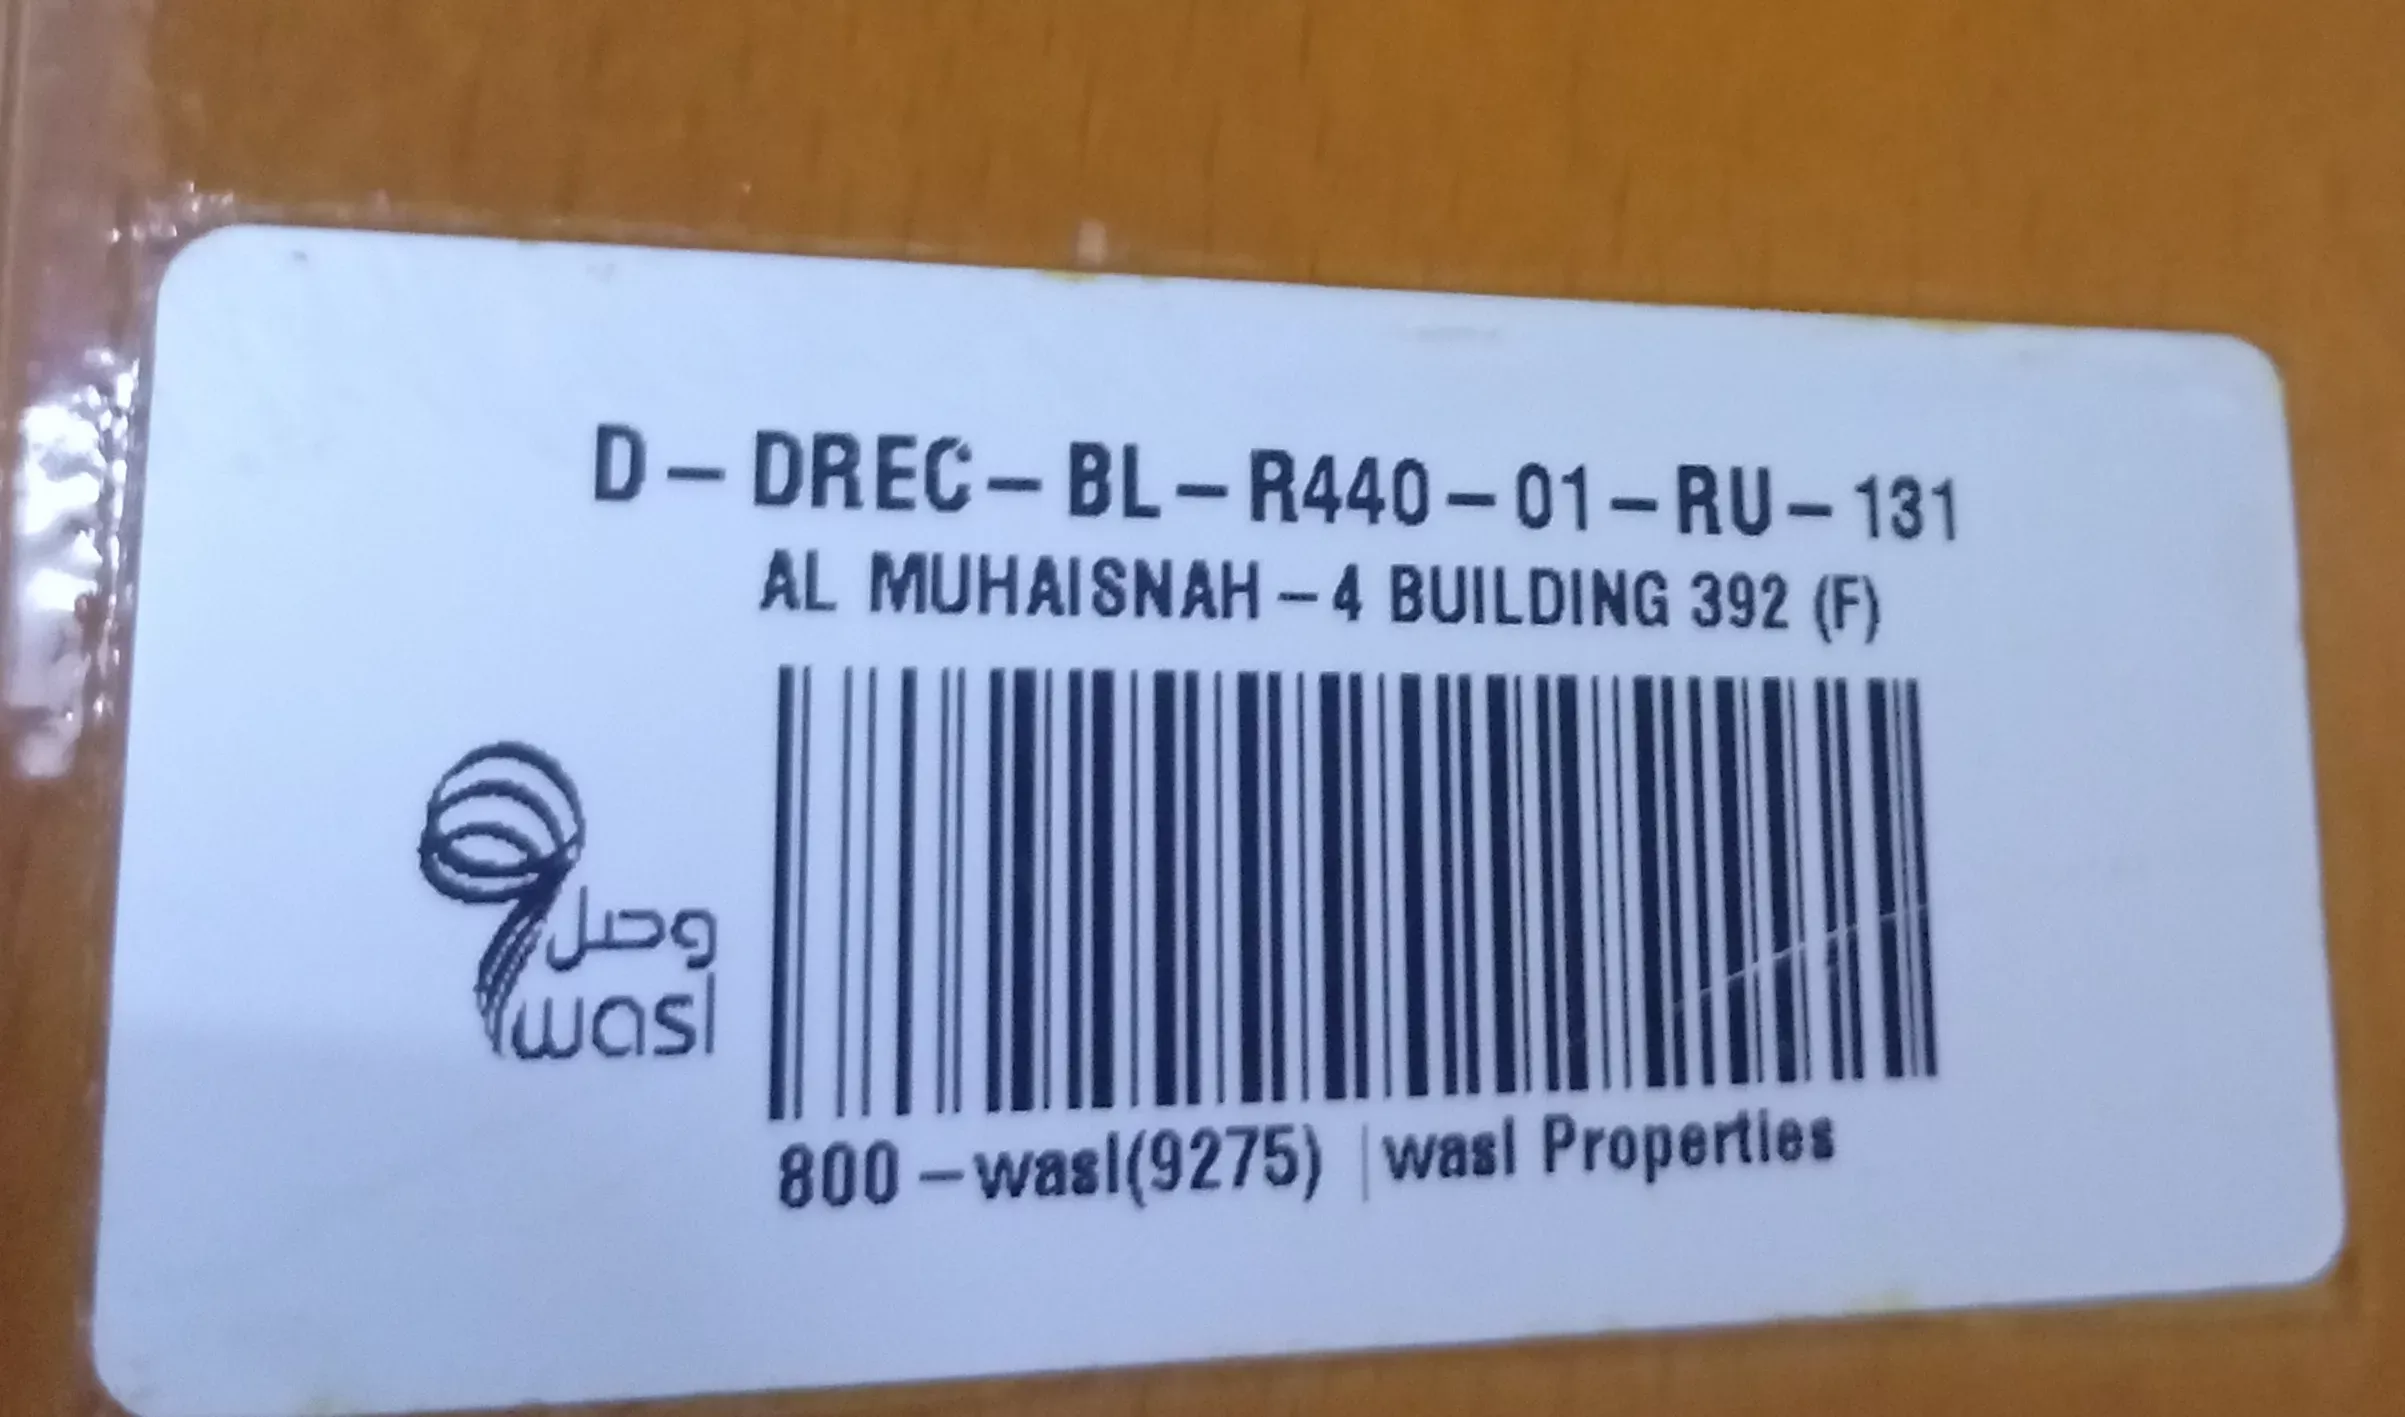 D-DREC-BL-R440-01-RU-131
AL MUHAISNAH-4 BUILDING 392 (F)
وصل
wasl
800-wasl(9275) | wasl Properties